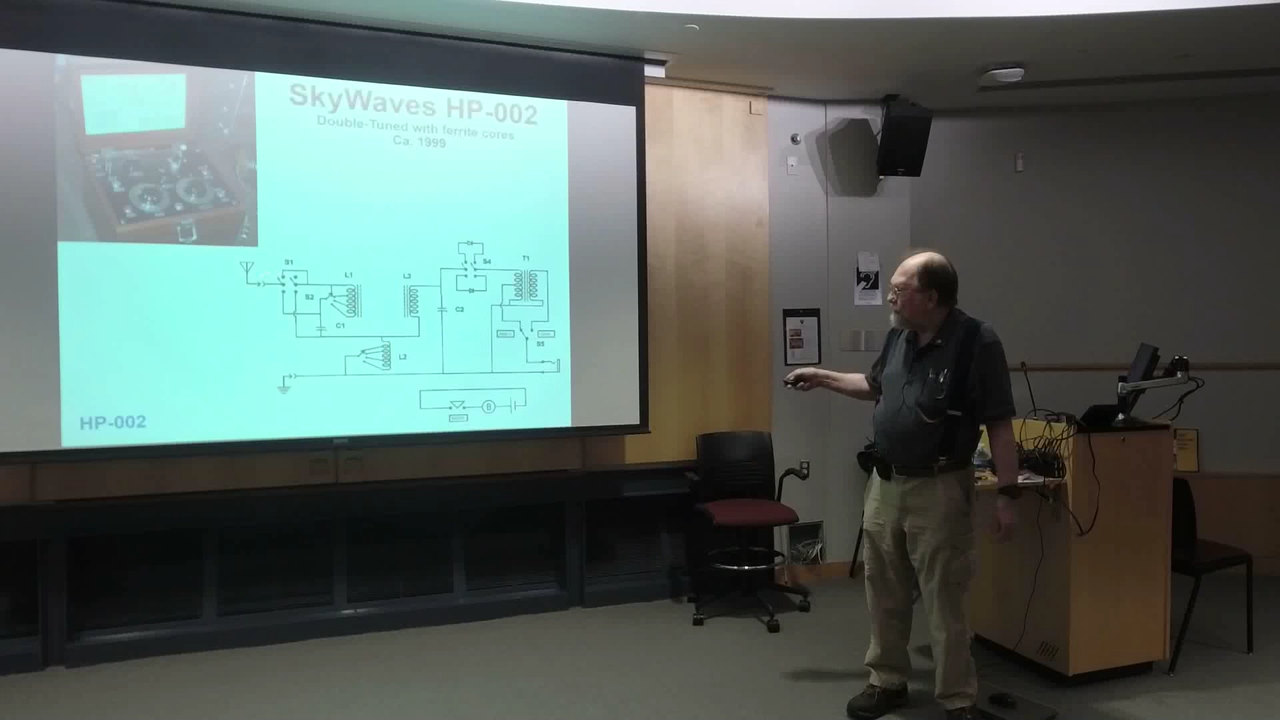 SkyWaves HP-002
Double-Tuned with ferrite cores
Ca. 1999
S1
L1
L3
S4
T1
S2
C1
C2
L2
S5
B
HP-002